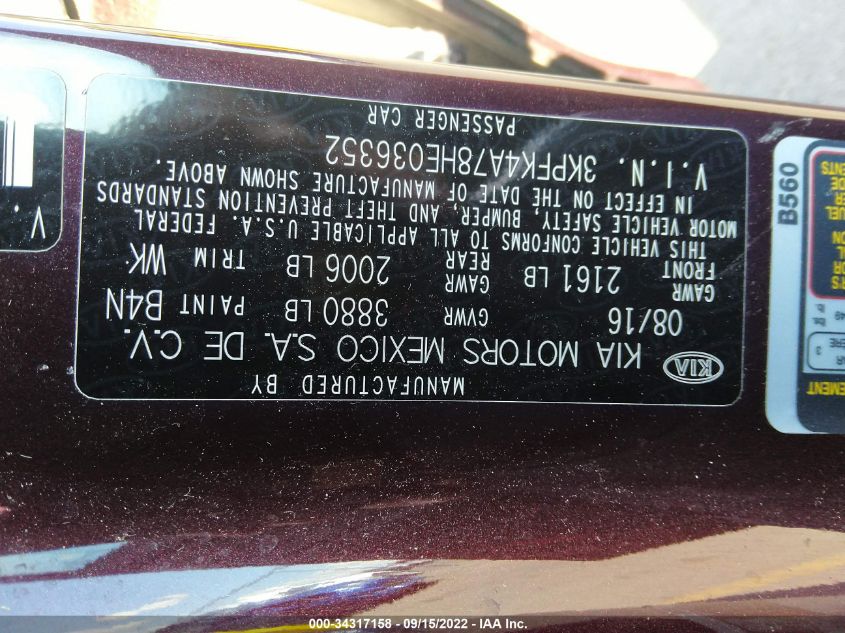 MANUFACTURED BY
KIA KIA MOTORS MEXICO S.A. DE C.V.
08/16 GVWR 3880 LB PAINT B4N
GAWR FRONT 2161 LB GAWR REAR 2006 LB TRIM WK
THIS VEHICLE CONFORMS TO ALL APPLICABLE U.S.A. FEDERAL
MOTOR VEHICLE SAFETY, BUMPER, AND THEFT PREVENTION STANDARDS
IN EFFECT ON THE DATE OF MANUFACTURE SHOWN ABOVE.
V.I.N. 3KPFK4A78HE036352
PASSENGER CAR
B560
V.
000-34317158 - 09/15/2022 - IAA Inc.